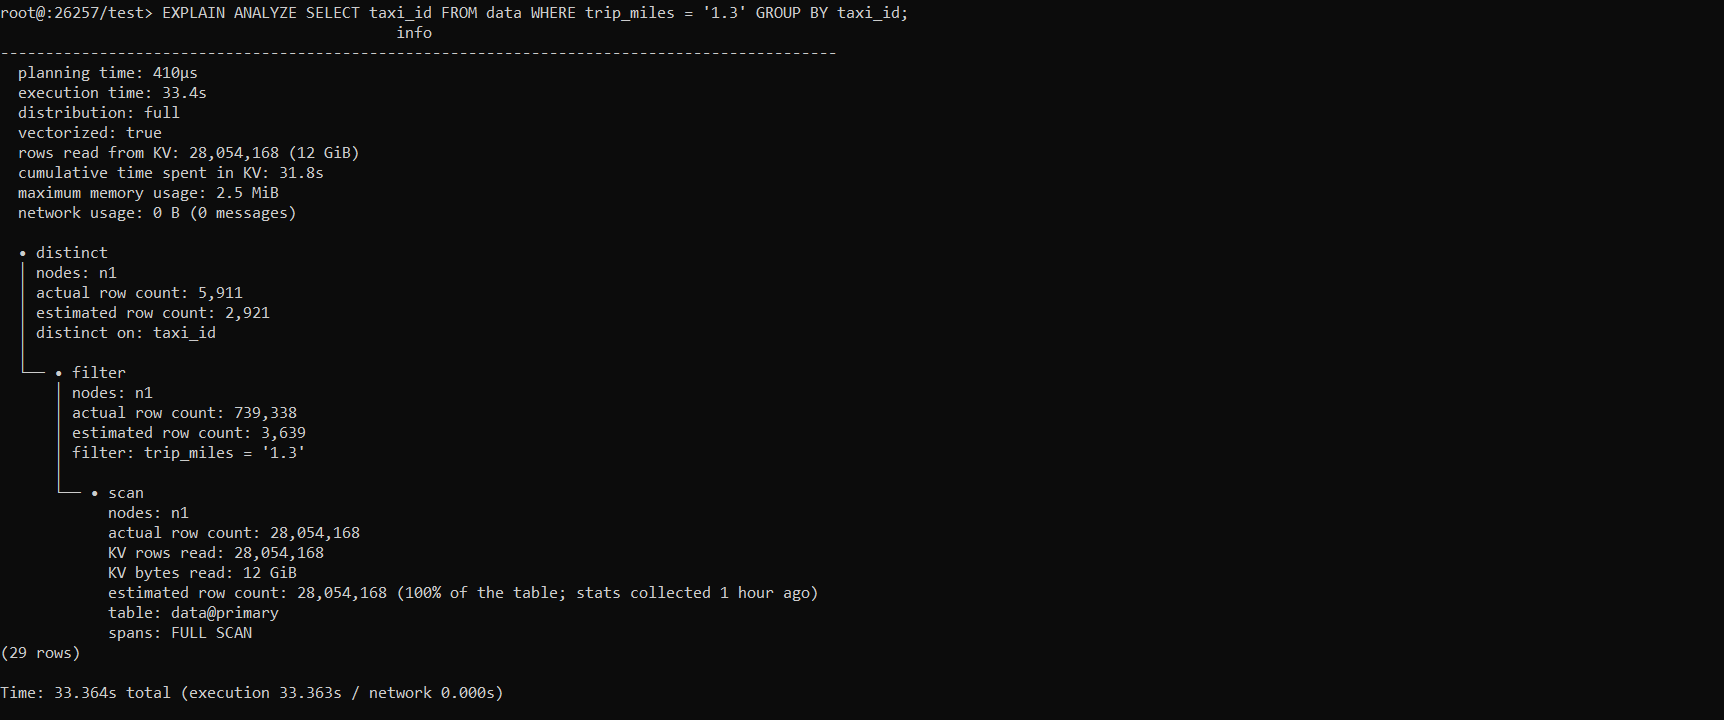 root@:26257/test> EXPLAIN ANALYZE SELECT taxi_id FROM data WHERE trip_miles = '1.3' GROUP BY taxi_id;
info
---------------------------------------------------------------------------------------------
planning time: 410µs
execution time: 33.4s
distribution: full
vectorized: true
rows read from KV: 28,054,168 (12 GiB)
cumulative time spent in KV: 31.8s
maximum memory usage: 2.5 MiB
network usage: 0 B (0 messages)
• distinct
nodes: n1
actual row count: 5,911
estimated row count: 2,921
distinct on: taxi_id
• filter
nodes: n1
actual row count: 739,338
estimated row count: 3,639
filter: trip_miles = '1.3'
• scan
nodes: n1
actual row count: 28,054,168
KV rows read: 28,054,168
KV bytes read: 12 GiB
estimated row count: 28,054,168 (100% of the table; stats collected 1 hour ago)
table: data@primary
spans: FULL SCAN
(29 rows)
Time: 33.364s total (execution 33.363s / network 0.000s)